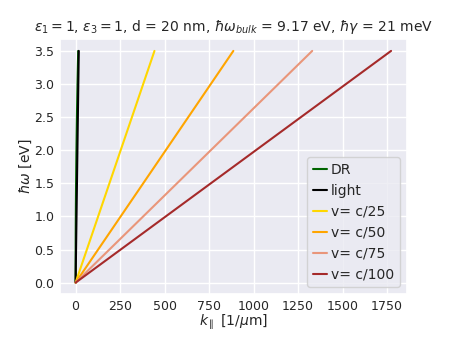 ε₁ = 1, ε₃ = 1, d = 20 nm, ℏω_bulk = 9.17 eV, ℏγ = 21 meV
3.5
3.0
2.5
2.0
1.5
1.0
0.5
0.0
ℏω [eV]
DR
light
v= c/25
v= c/50
v= c/75
v= c/100
0 250 500 750 1000 1250 1500 1750
k∥ [1/μm]